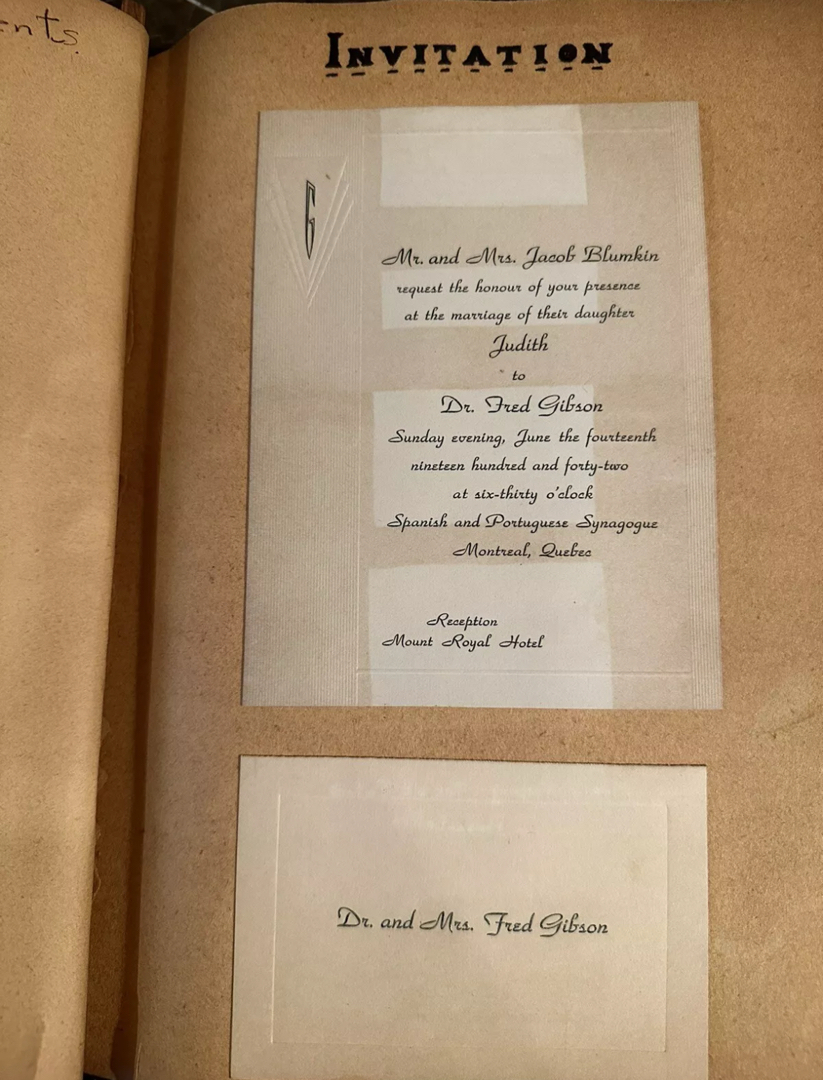 ents.
INVITATION
G
Mr. and Mrs. Jacob Blumkin
request the honour of your presence
at the marriage of their daughter
Judith
to
Dr. Fred Gibson
Sunday evening, June the fourteenth
nineteen hundred and forty-two
at six-thirty o'clock
Spanish and Portuguese Synagogue
Montreal, Quebec
Reception
Mount Royal Hotel
Dr. and Mrs. Fred Gibson